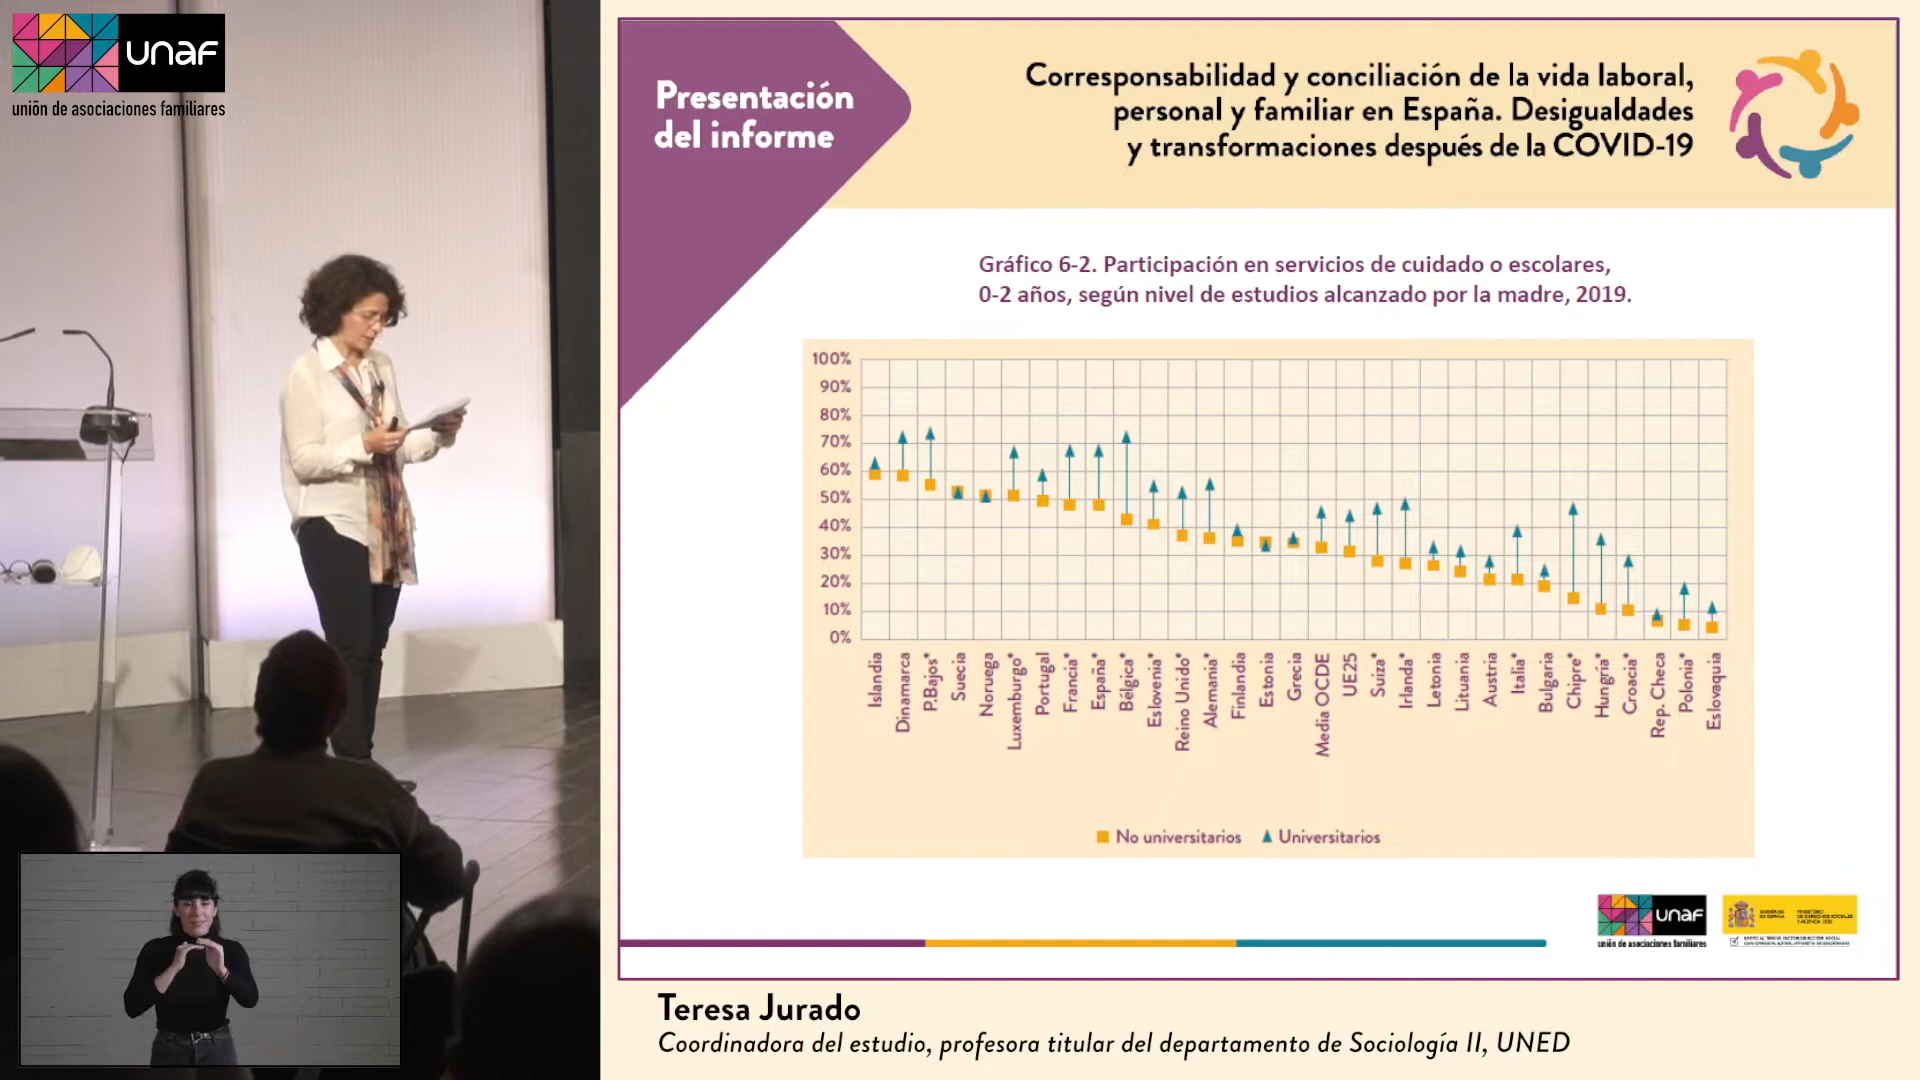 unaf
unión de asociaciones familiares
Presentación
del informe
Corresponsabilidad y conciliación de la vida laboral,
personal y familiar en España. Desigualdades
y transformaciones después de la COVID-19
Gráfico 6-2. Participación en servicios de cuidado o escolares,
0-2 años, según nivel de estudios alcanzado por la madre, 2019.
100%
90%
80%
70%
60%
50%
40%
30%
20%
10%
0%
Islandia
Dinamarca
P.Bajos*
Suecia
Noruega
Luxemburgo*
Portugal
Francia*
España*
Bélgica*
Eslovenia*
Reino Unido*
Alemania*
Finlandia
Estonia
Grecia
Media OCDE
UE25
Suiza*
Irlanda*
Letonia
Lituania
Austria
Italia*
Bulgaria
Chipre*
Hungría*
Croacia*
Rep. Checa
Polonia*
Eslovaquia
No universitarios
Universitarios
unaf
unión de asociaciones familiares
Teresa Jurado
Coordinadora del estudio, profesora titular del departamento de Sociología II, UNED